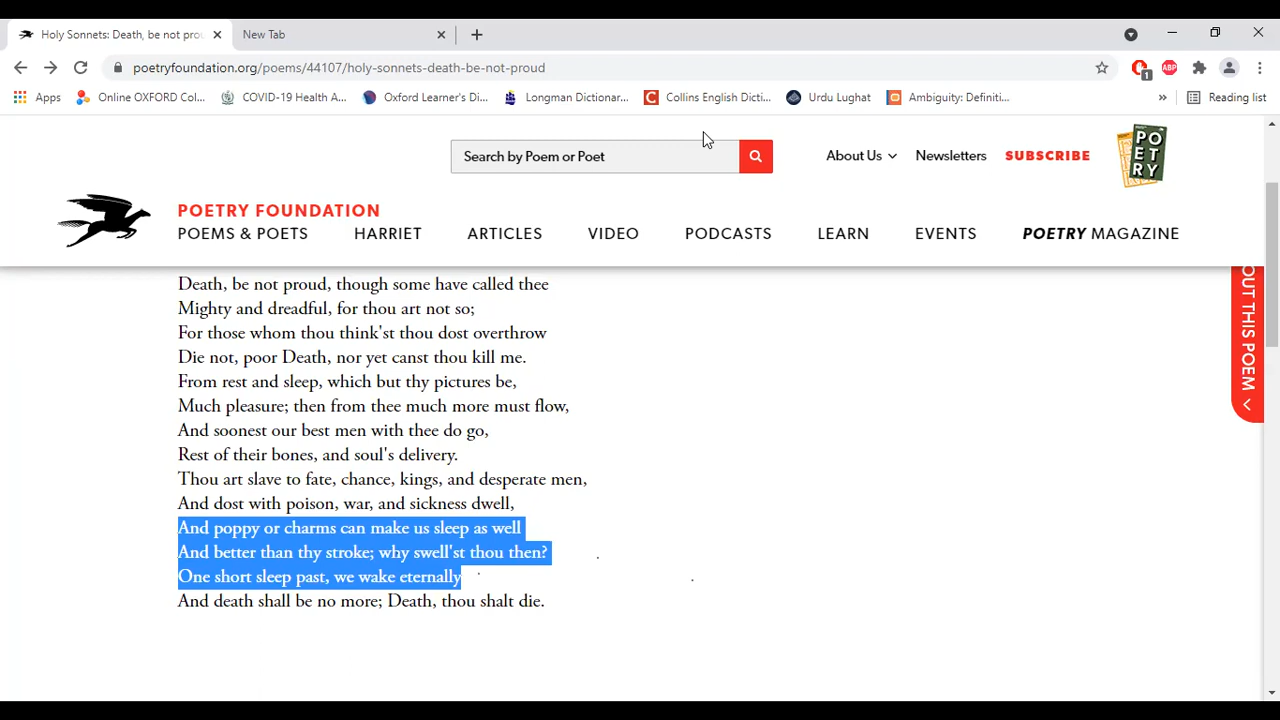 Holy Sonnets: Death, be not prou
New Tab
poetryfoundation.org/poems/44107/holy-sonnets-death-be-not-proud
1
ABP
Apps
Online OXFORD Col...
COVID-19 Health A...
Oxford Learner's Di...
Longman Dictionar...
Collins English Dicti...
Urdu Lughat
Ambiguity: Definiti...
»
Reading list
Search by Poem or Poet
About Us
Newsletters
SUBSCRIBE
POETRY
POETRY FOUNDATION
POEMS & POETS
HARRIET
ARTICLES
VIDEO
PODCASTS
LEARN
EVENTS
POETRY MAGAZINE
OUT THIS POEM
Death, be not proud, though some have called thee
Mighty and dreadful, for thou art not so;
For those whom thou think'st thou dost overthrow
Die not, poor Death, nor yet canst thou kill me.
From rest and sleep, which but thy pictures be,
Much pleasure; then from thee much more must flow,
And soonest our best men with thee do go,
Rest of their bones, and soul's delivery.
Thou art slave to fate, chance, kings, and desperate men,
And dost with poison, war, and sickness dwell,
And poppy or charms can make us sleep as well
And better than thy stroke; why swell'st thou then?
One short sleep past, we wake eternally
And death shall be no more; Death, thou shalt die.